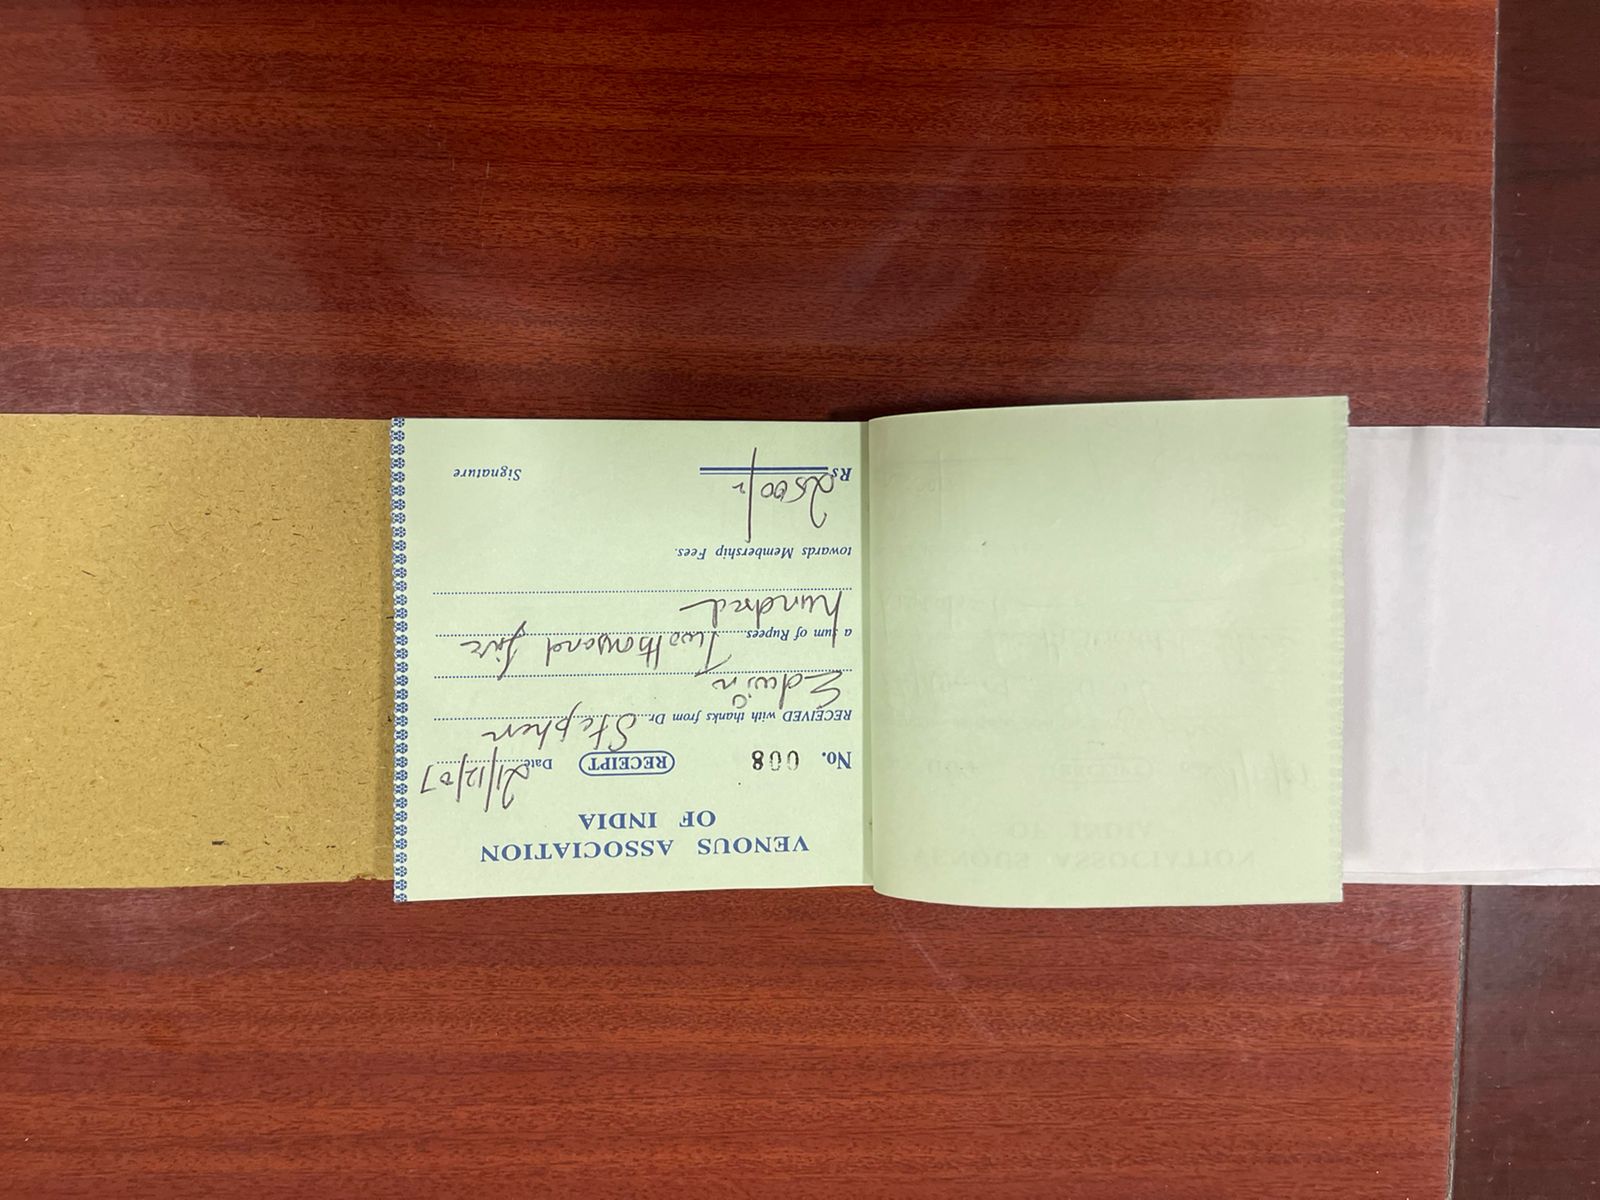 VENOUS ASSOCIATION
OF INDIA
No. 008 RECEIPT Date 21/12/07
RECEIVED with thanks from Dr. Stephen
Edwin
a sum of Rupees Two thousand five
hundred
towards Membership Fees.
Rs 2500/-
Signature